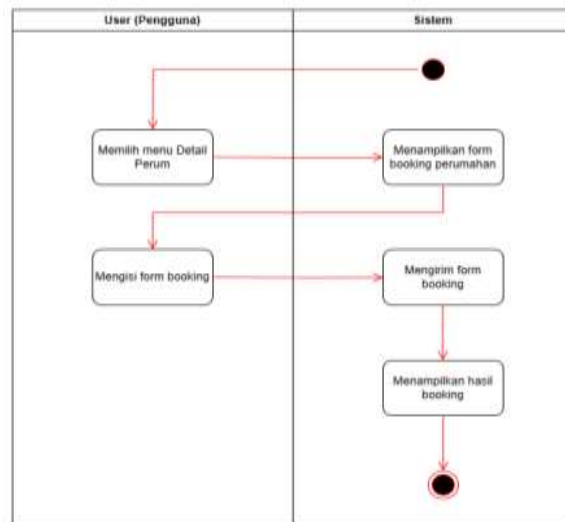 User (Pengguna)
Sistem
Memilih menu Detail
Perum
Menampilkan form
booking perumahan
Mengisi form booking
Mengirim form
booking
Menampilkan hasil
booking